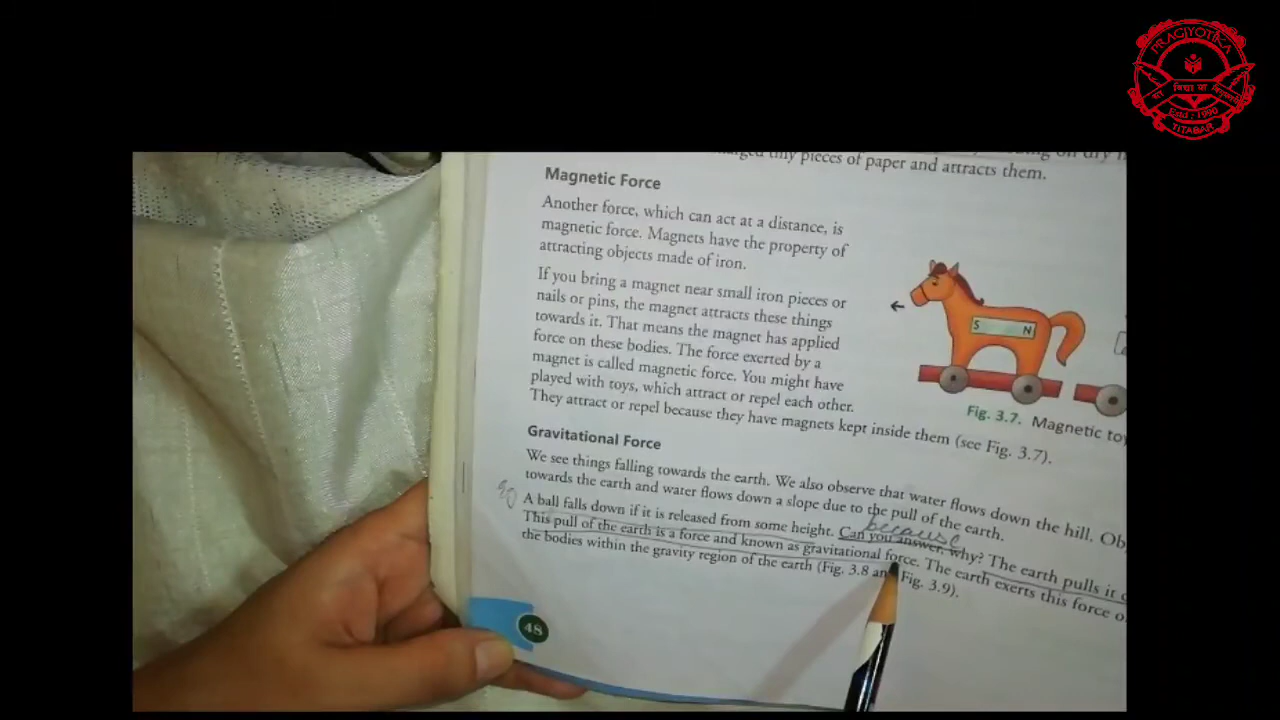 PRAGJYOTIKA
विद्या
Estd : 1990
TITABAR
tiny pieces of paper and attracts them.
Magnetic Force
Another force, which can act at a distance, is
magnetic force. Magnets have the property of
attracting objects made of iron.
If you bring a magnet near small iron pieces or
nails or pins, the magnet attracts these things
towards it. That means the magnet has applied
force on these bodies. The force exerted by a
magnet is called magnetic force. You might have
played with toys, which attract or repel each other.
They attract or repel because they have magnets kept inside them (see Fig. 3.7).
S N
Fig. 3.7. Magnetic to
Gravitational Force
We see things falling towards the earth. We also observe that water flows down the hill. Ob
towards the earth and water flows down a slope due to the pull of the earth.
because
A ball falls down if it is released from some height. Can you answer, why? The earth pulls it
This pull of the earth is a force and known as gravitational force. The earth exerts this force o
the bodies within the gravity region of the earth (Fig. 3.8 an Fig. 3.9).
48